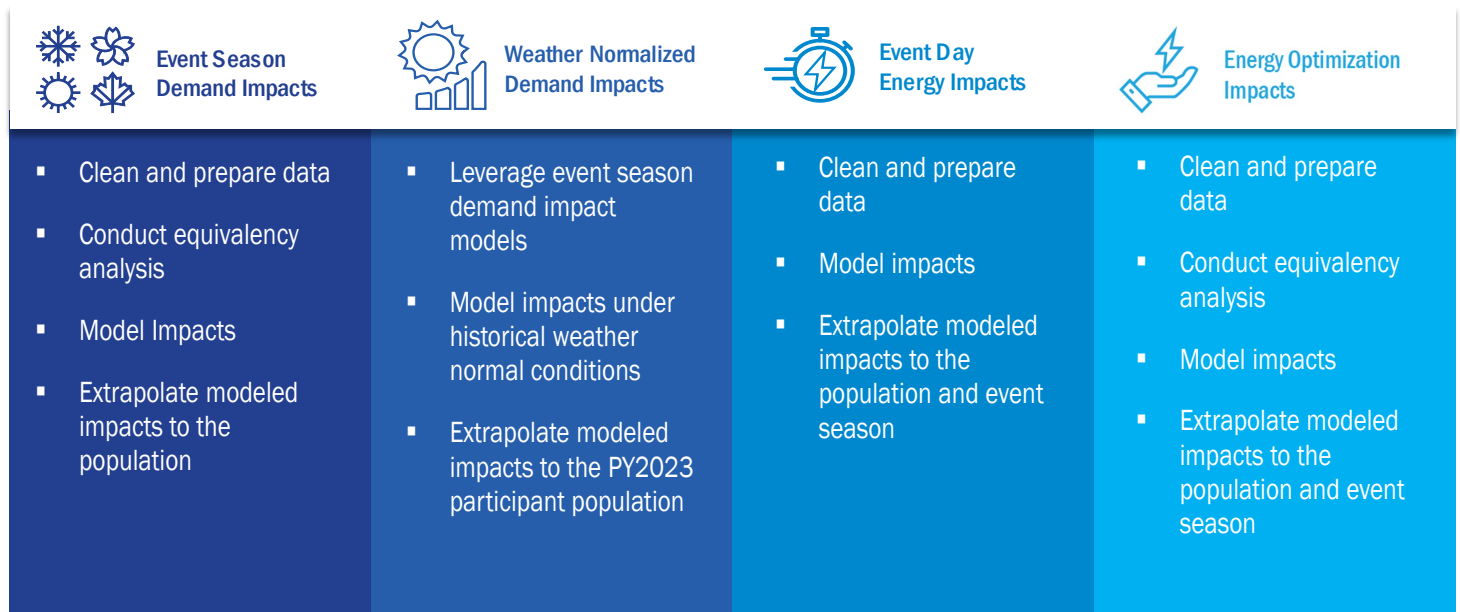 Event Season
Demand Impacts
▪ Clean and prepare data
▪ Conduct equivalency
analysis
▪ Model Impacts
▪ Extrapolate modeled
impacts to the
population
Weather Normalized
Demand Impacts
▪ Leverage event season
demand impact
models
▪ Model impacts under
historical weather
normal conditions
▪ Extrapolate modeled
impacts to the PY2023
participant population
Event Day
Energy Impacts
▪ Clean and prepare
data
▪ Model impacts
▪ Extrapolate modeled
impacts to the
population and event
season
Energy Optimization
Impacts
▪ Clean and prepare
data
▪ Conduct equivalency
analysis
▪ Model impacts
▪ Extrapolate modeled
impacts to the
population and event
season